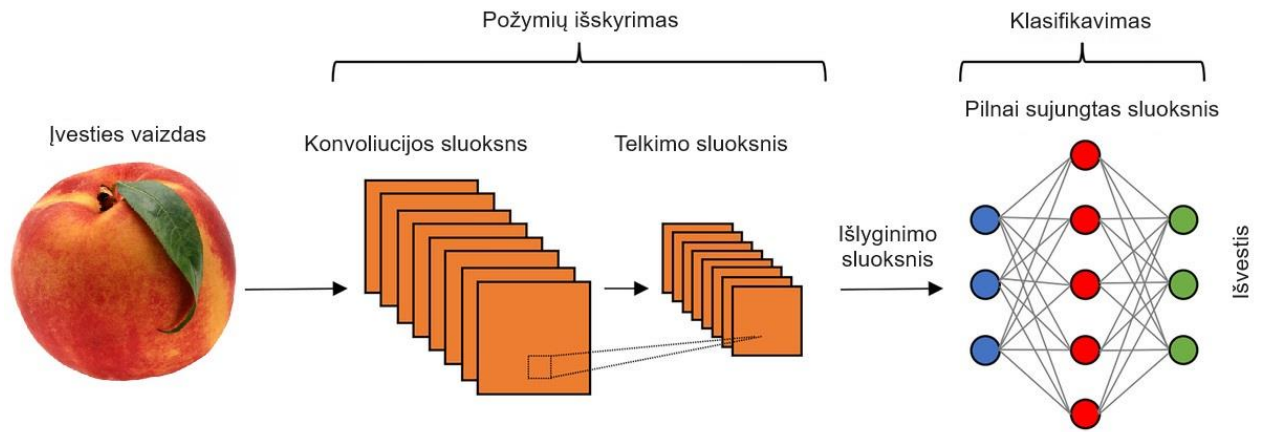 Požymių išskyrimas
Klasifikavimas
Įvesties vaizdas
Konvoliucijos sluoksns
Telkimo sluoksnis
Išlyginimo
sluoksnis
Pilnai sujungtas sluoksnis
Išvestis